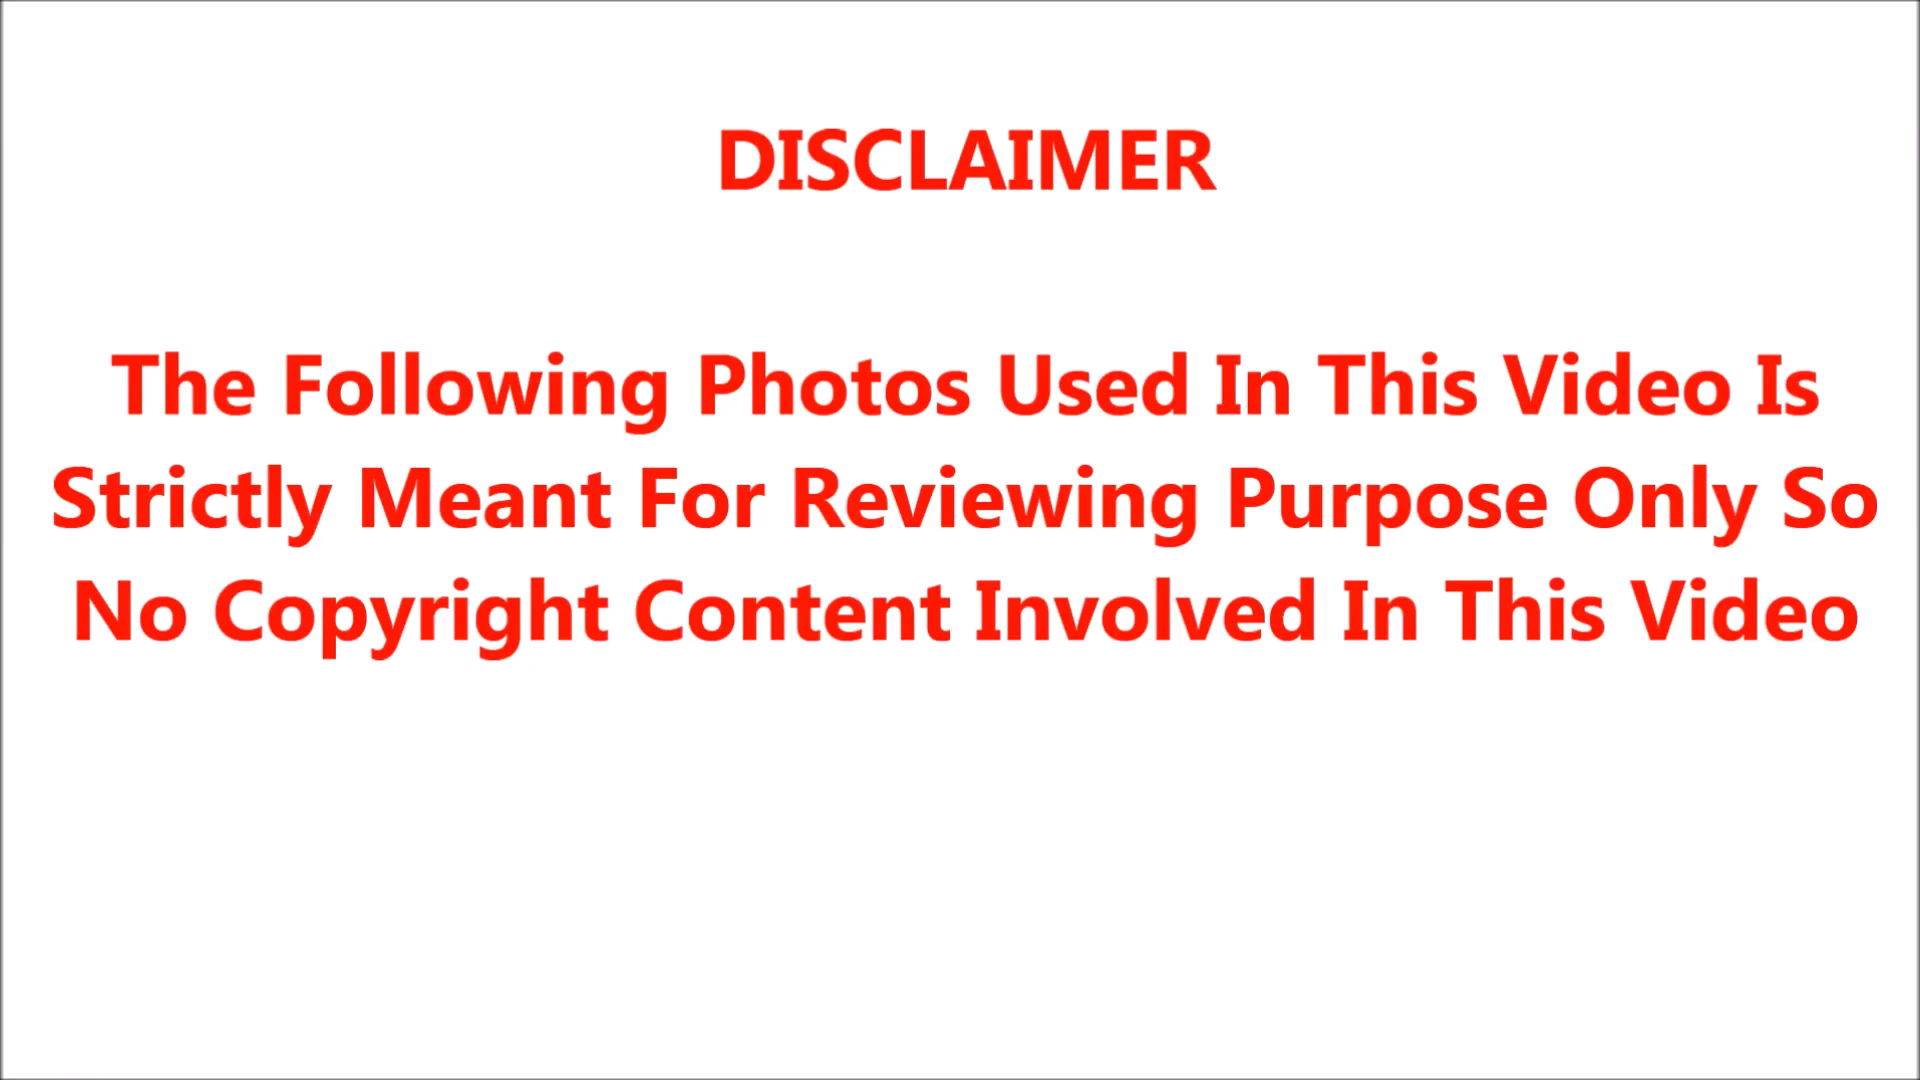 DISCLAIMER
The Following Photos Used In This Video Is
Strictly Meant For Reviewing Purpose Only So
No Copyright Content Involved In This Video